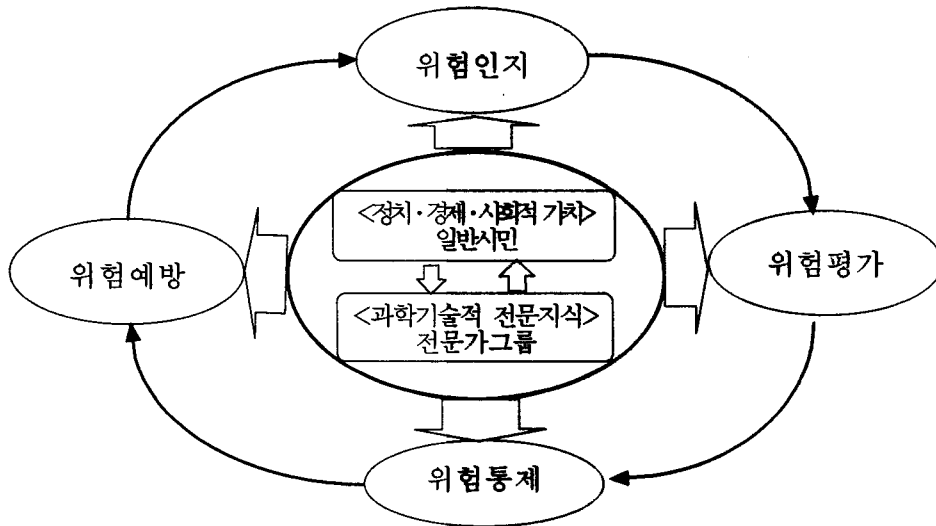 위험인지
<정치·경제·사회적 가치>
일반시민
위험예방
위험평가
<과학기술적 전문지식>
전문가그룹
위험통제